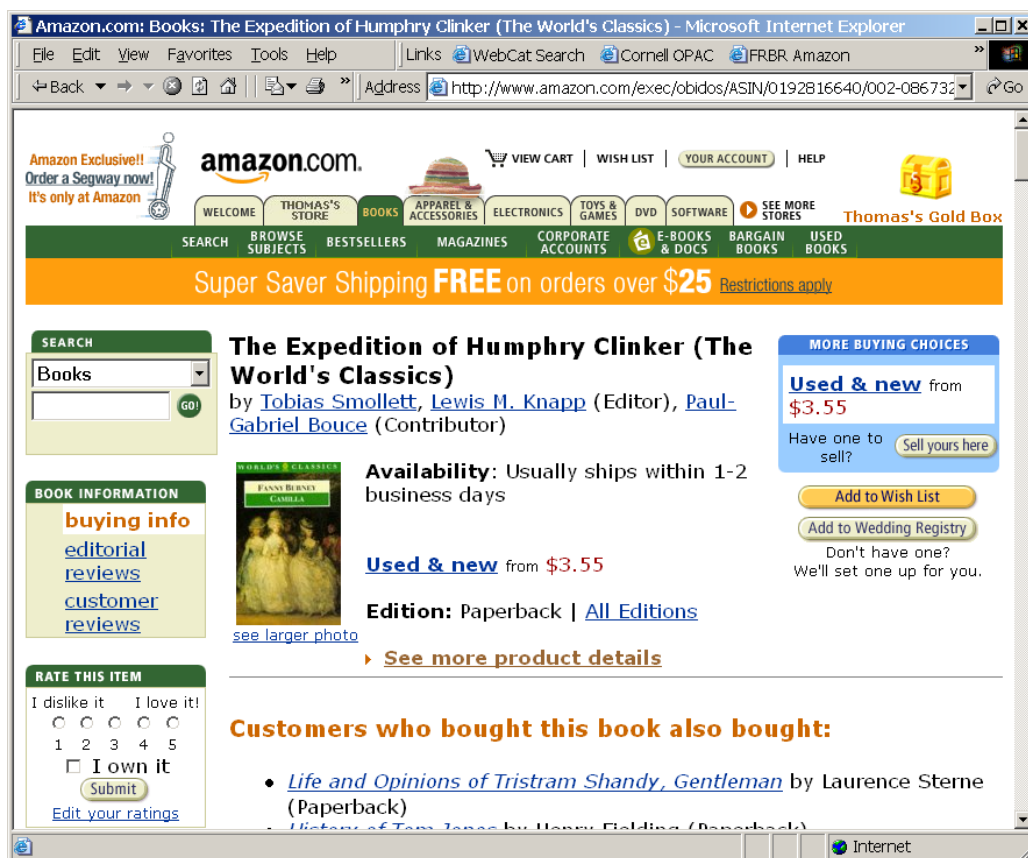 Amazon.com: Books: The Expedition of Humphry Clinker (The World's Classics) - Microsoft Internet Explorer
File Edit View Favorites Tools Help Links WebCat Search Cornell OPAC FRBR Amazon »
Back » Address http://www.amazon.com/exec/obidos/ASIN/0192816640/002-086732 Go
Amazon Exclusive!!
Order a Segway now!
It's only at Amazon
amazon.com.
VIEW CART | WISH LIST | YOUR ACCOUNT | HELP
WELCOME
THOMAS'S
STORE
BOOKS
APPAREL &
ACCESSORIES
ELECTRONICS
TOYS &
GAMES
DVD
SOFTWARE
SEE MORE
STORES
Thomas's Gold Box
SEARCH
BROWSE
SUBJECTS
BESTSELLERS
MAGAZINES
CORPORATE
ACCOUNTS
E-BOOKS
& DOCS
BARGAIN
BOOKS
USED
BOOKS
Super Saver Shipping FREE on orders over $25 Restrictions apply
SEARCH
Books
GO!
BOOK INFORMATION
buying info
editorial
reviews
customer
reviews
RATE THIS ITEM
I dislike it I love it!
1 2 3 4 5
I own it
Submit
Edit your ratings
The Expedition of Humphry Clinker (The
World's Classics)
by Tobias Smollett, Lewis M. Knapp (Editor), Paul-
Gabriel Bouce (Contributor)
WORLD'S CLASSICS
FANNY BURNEY
CAMILLA
see larger photo
Availability: Usually ships within 1-2
business days
Used & new from $3.55
Edition: Paperback | All Editions
See more product details
MORE BUYING CHOICES
Used & new from
$3.55
Have one to
sell?
Sell yours here
Add to Wish List
Add to Wedding Registry
Don't have one?
We'll set one up for you.
Customers who bought this book also bought:
• Life and Opinions of Tristram Shandy, Gentleman by Laurence Sterne
(Paperback)
• History of Tom Jones by Henry Fielding (Paperback)
Internet